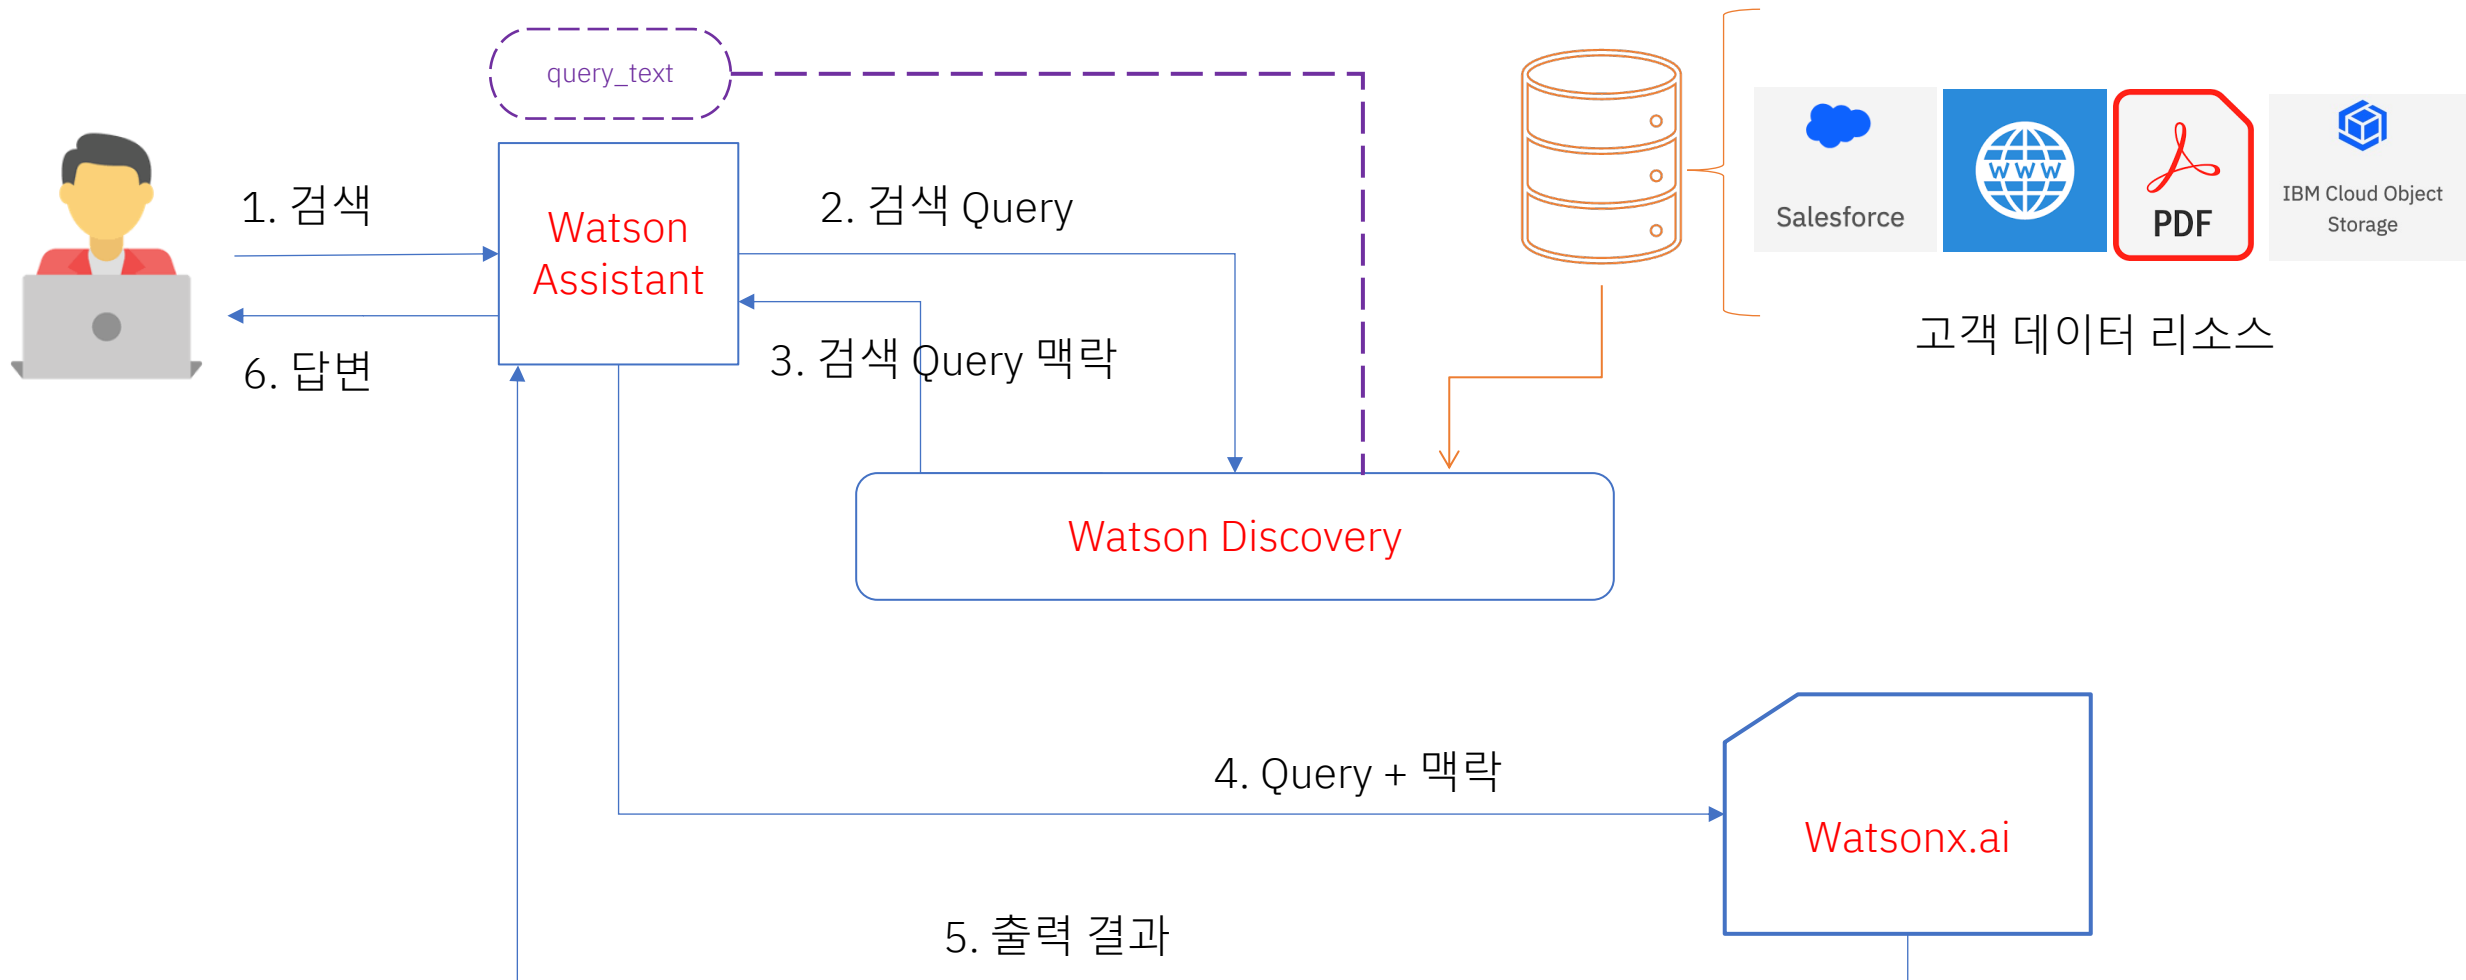 query_text
1. 검색
Watson
Assistant
2. 검색 Query
3. 검색 Query 맥락
6. 답변
WWW
Salesforce
PDF
IBM Cloud Object
Storage
고객 데이터 리소스
Watson Discovery
4. Query + 맥락
Watsonx.ai
5. 출력 결과